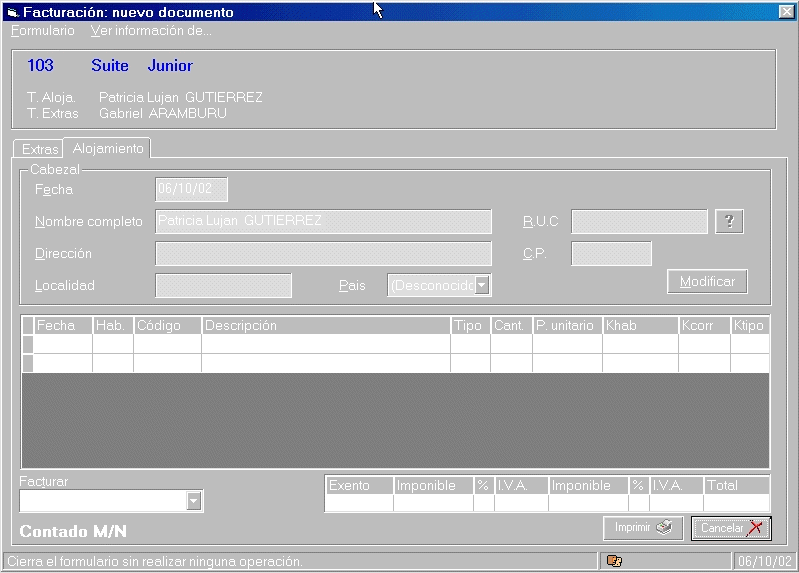 Facturación: nuevo documento
Formulario Ver información de...
103 Suite Junior
T. Aloja. Patricia Lujan GUTIERREZ
T. Extras Gabriel ARAMBURU
Extras Alojamiento
Cabezal
Fecha 06/10/02
Nombre completo Patricia Lujan GUTIERREZ R.U.C ?
Dirección C.P.
Localidad Pais (Desconocido Modificar
Fecha Hab. Código Descripción Tipo Cant. P. unitario Khab Kcorr Ktipo
Facturar
Exento Imponible % I.V.A. Imponible % I.V.A. Total
Contado M/N Imprimir Cancelar
Cierra el formulario sin realizar ninguna operación. 06/10/02